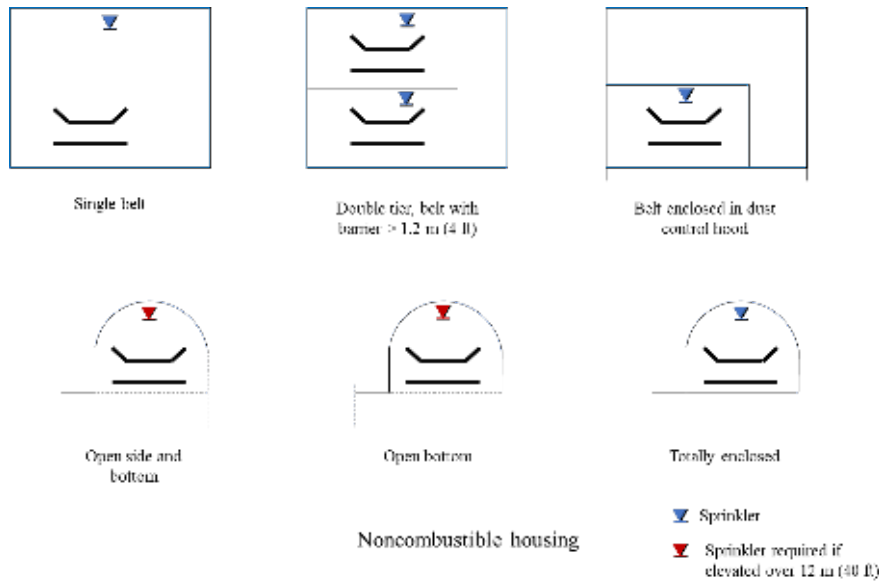 Single belt
Double tier, belt with
barrier > 1.2 m (4 ft)
Belt enclosed in dust
control hood
Open side and
bottom
Open bottom
Totally enclosed
Noncombustible housing
Sprinkler
Sprinkler required if
elevated over 12 m (40 ft)